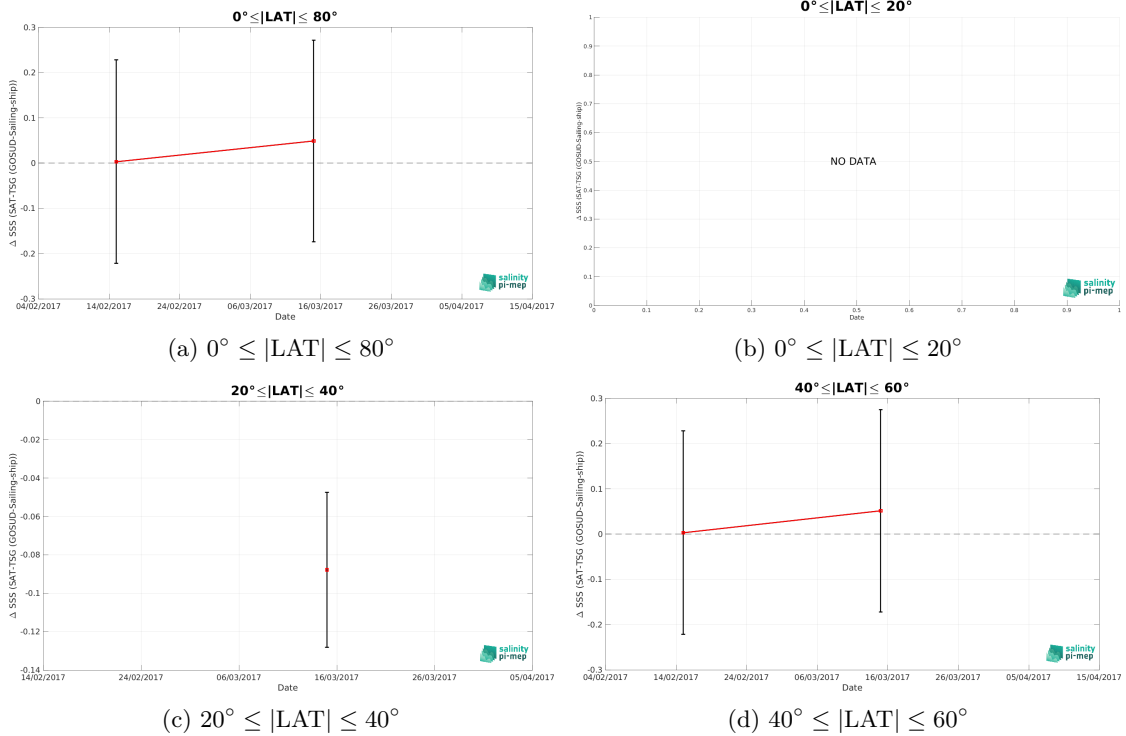 0°≤|LAT|≤ 80°
Δ SSS (SAT-TSG (GOSUD-Sailing-ship))
0.3
0.2
0.1
0
-0.1
-0.2
-0.3
04/02/2017 14/02/2017 24/02/2017 06/03/2017 16/03/2017 26/03/2017 05/04/2017 15/04/2017
Date
salinity
pi-mep
(a) 0° ≤ |LAT| ≤ 80°
0°≤|LAT|≤ 20°
Δ SSS (SAT-TSG (GOSUD-Sailing-ship))
1
0.9
0.8
0.7
0.6
0.5
0.4
0.3
0.2
0.1
0
NO DATA
0 0.1 0.2 0.3 0.4 0.5 0.6 0.7 0.8 0.9 1
Date
salinity
pi-mep
(b) 0° ≤ |LAT| ≤ 20°
20°≤|LAT|≤ 40°
Δ SSS (SAT-TSG (GOSUD-Sailing-ship))
0
-0.02
-0.04
-0.06
-0.08
-0.1
-0.12
-0.14
14/02/2017 24/02/2017 06/03/2017 16/03/2017 26/03/2017 05/04/2017
Date
salinity
pi-mep
(c) 20° ≤ |LAT| ≤ 40°
40°≤|LAT|≤ 60°
Δ SSS (SAT-TSG (GOSUD-Sailing-ship))
0.3
0.2
0.1
0
-0.1
-0.2
-0.3
04/02/2017 14/02/2017 24/02/2017 06/03/2017 16/03/2017 26/03/2017 05/04/2017 15/04/2017
Date
salinity
pi-mep
(d) 40° ≤ |LAT| ≤ 60°